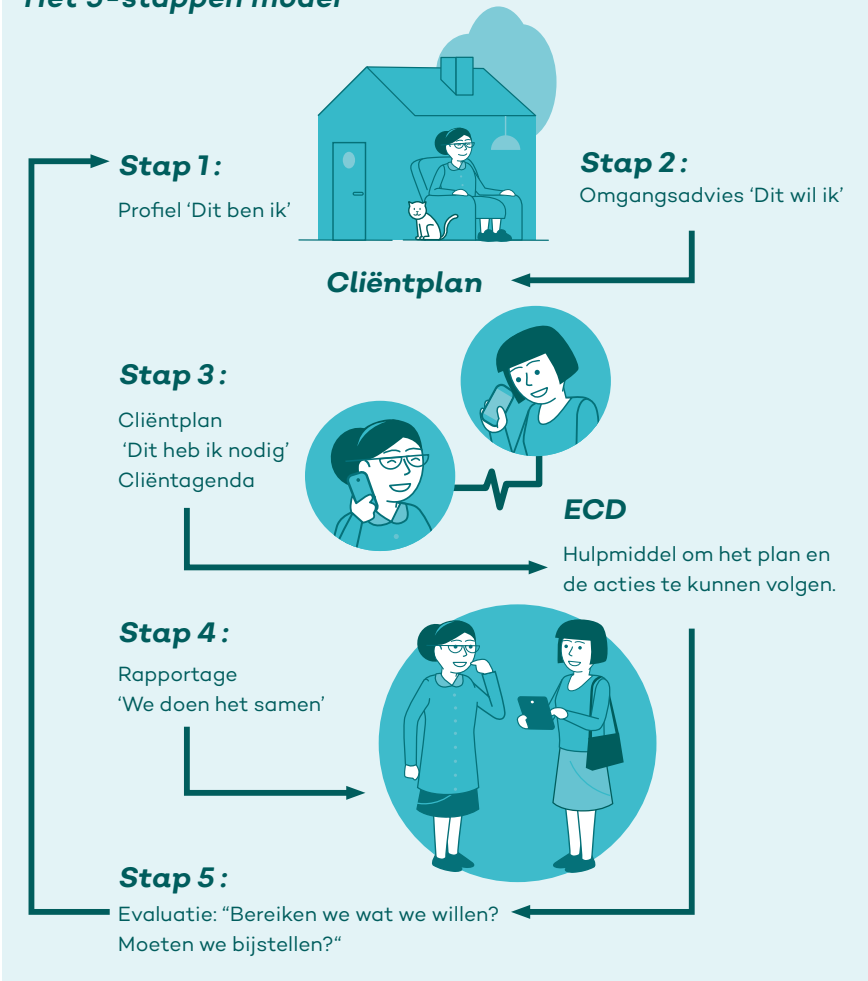 Het 5-stappen model
Stap 1:
Profiel ‘Dit ben ik’
Stap 2:
Omgangsadvies ‘Dit wil ik’
Cliëntplan
Stap 3:
Cliëntplan
‘Dit heb ik nodig’
Cliëntagenda
ECD
Hulpmiddel om het plan en
de acties te kunnen volgen.
Stap 4:
Rapportage
‘We doen het samen’
Stap 5:
Evaluatie: “Bereiken we wat we willen?
Moeten we bijstellen?“